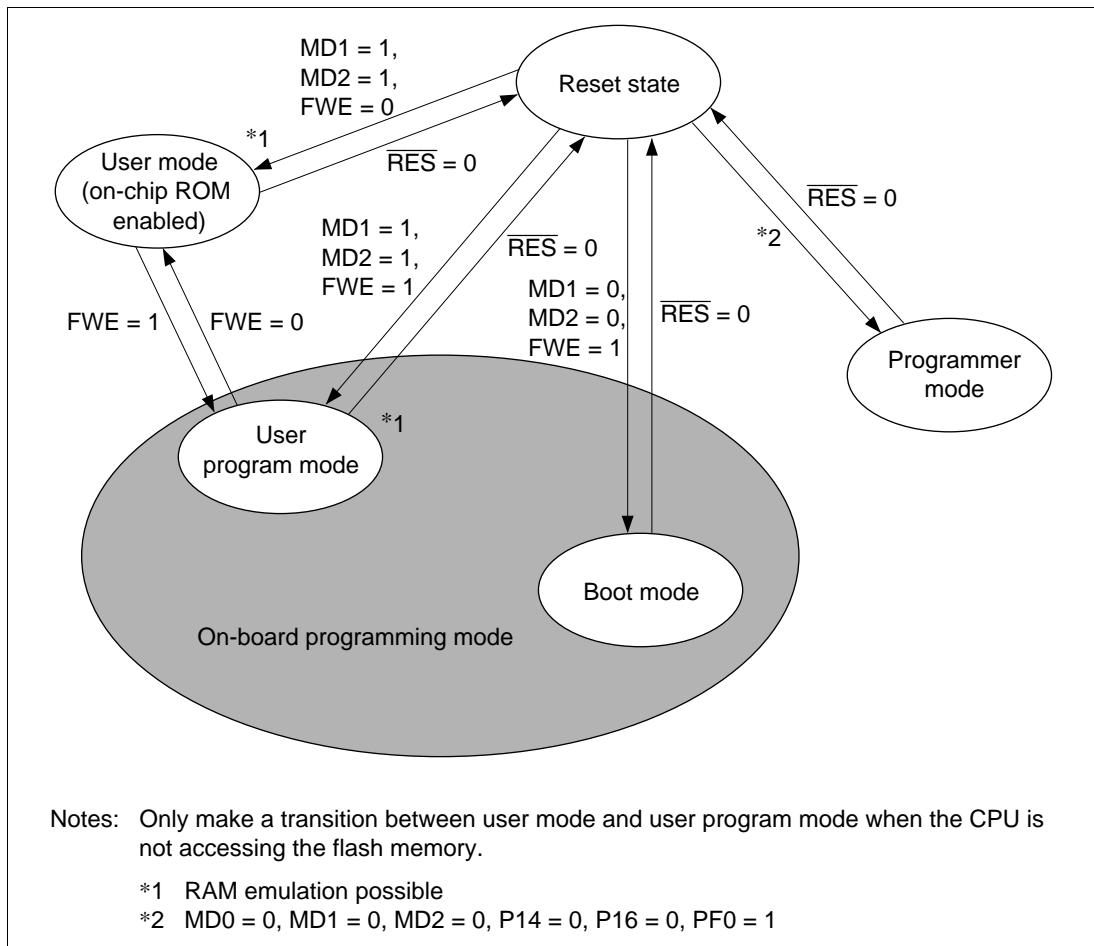 MD1 = 1,
MD2 = 1,
FWE = 0
Reset state
*1
User mode
(on-chip ROM
enabled)
RES = 0
MD1 = 1,
MD2 = 1,
FWE = 1
RES = 0
*2
RES = 0
FWE = 1
FWE = 0
MD1 = 0,
MD2 = 0,
FWE = 1
RES = 0
Programmer
mode
User
program mode
*1
Boot mode
On-board programming mode
Notes: Only make a transition between user mode and user program mode when the CPU is
not accessing the flash memory.
*1 RAM emulation possible
*2 MD0 = 0, MD1 = 0, MD2 = 0, P14 = 0, P16 = 0, PF0 = 1